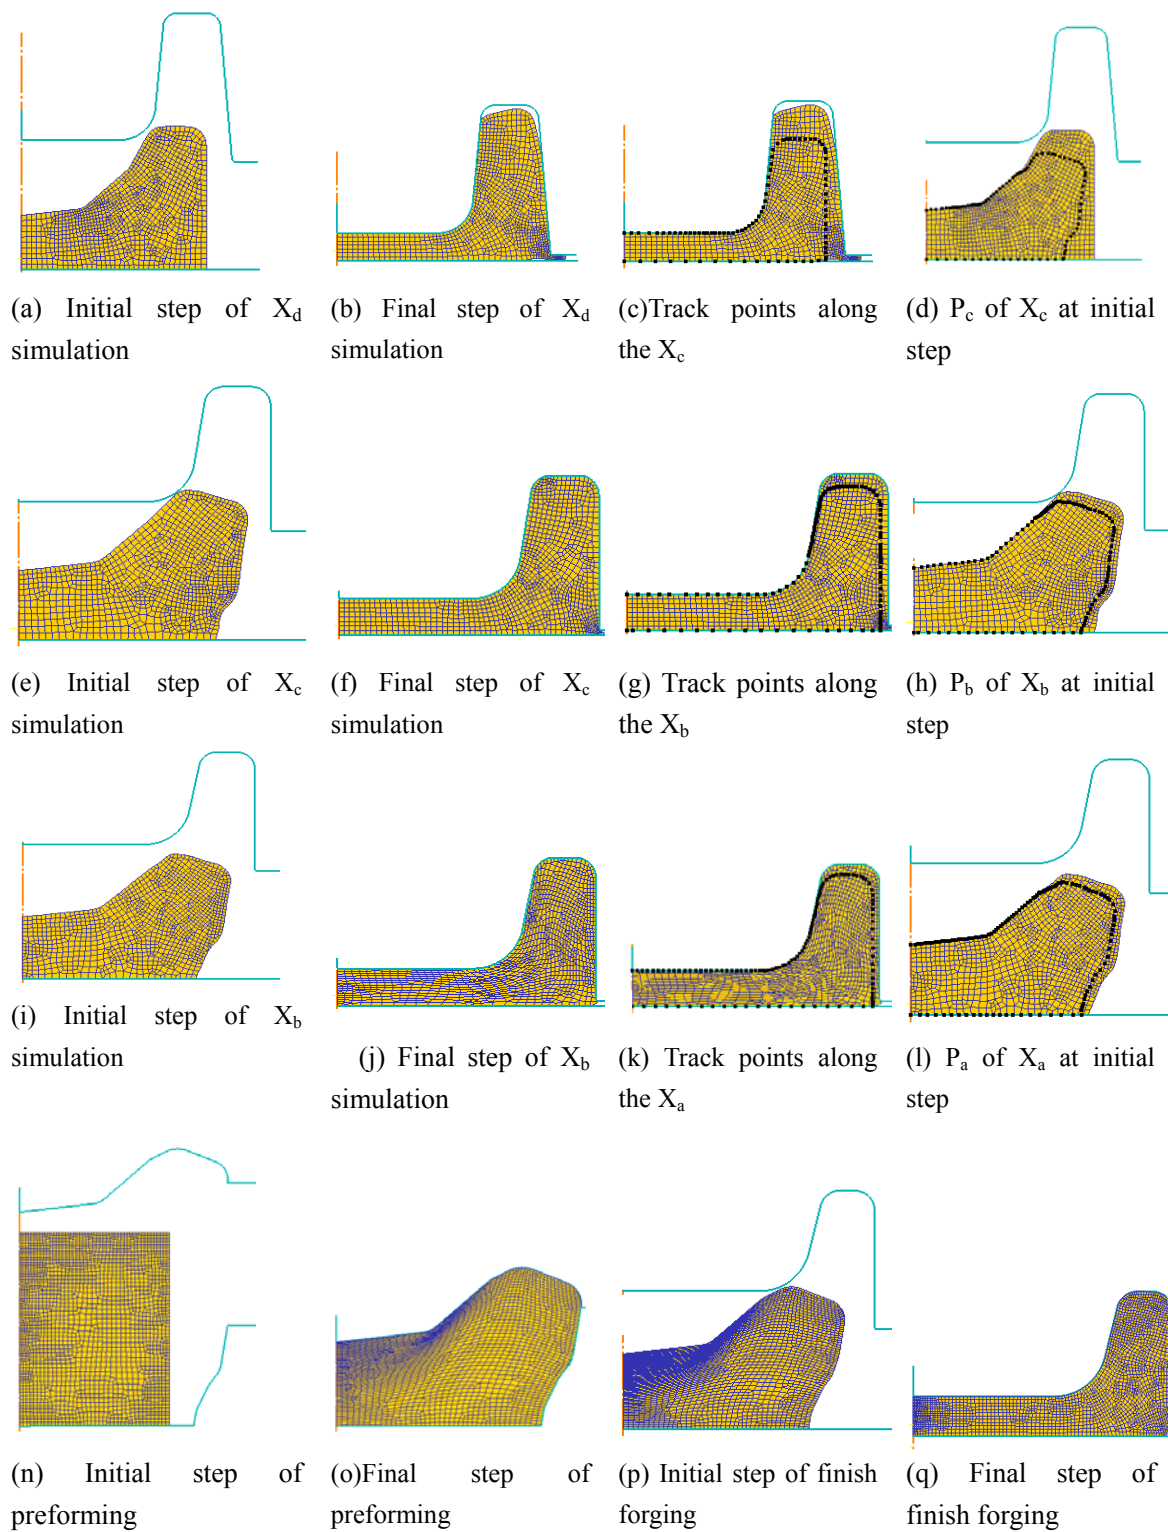 (a) Initial step of Xd
simulation
(b) Final step of Xd
simulation
(c)Track points along
the Xc
(d) Pc of Xc at initial
step
(e) Initial step of Xc
simulation
(f) Final step of Xc
simulation
(g) Track points along
the Xb
(h) Pb of Xb at initial
step
(i) Initial step of Xb
simulation
(j) Final step of Xb
simulation
(k) Track points along
the Xa
(l) Pa of Xa at initial
step
(n) Initial step of
preforming
(o)Final step of
preforming
(p) Initial step of finish
forging
(q) Final step of
finish forging